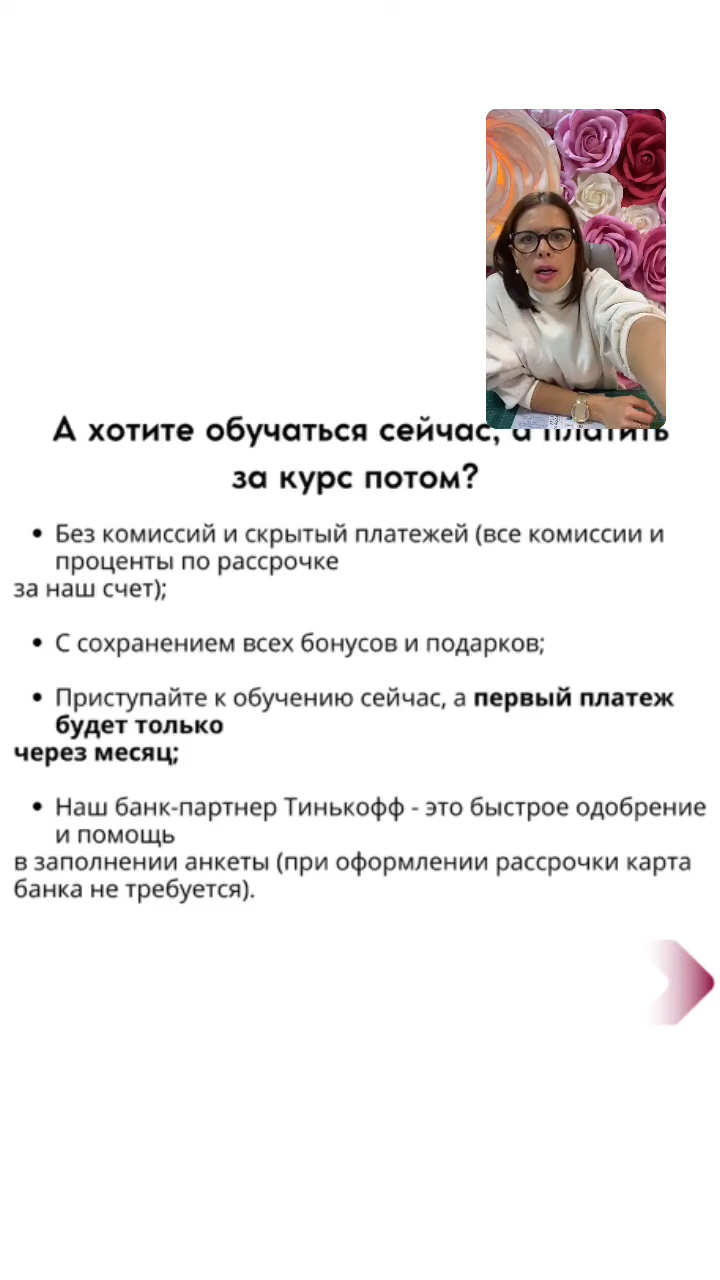 А хотите обучаться сейчас, а платить
за курс потом?
• Без комиссий и скрытый платежей (все комиссии и
проценты по рассрочке
за наш счет);
• С сохранением всех бонусов и подарков;
• Приступайте к обучению сейчас, а первый платеж
будет только
через месяц;
• Наш банк-партнер Тинькофф - это быстрое одобрение
и помощь
в заполнении анкеты (при оформлении рассрочки карта
банка не требуется).